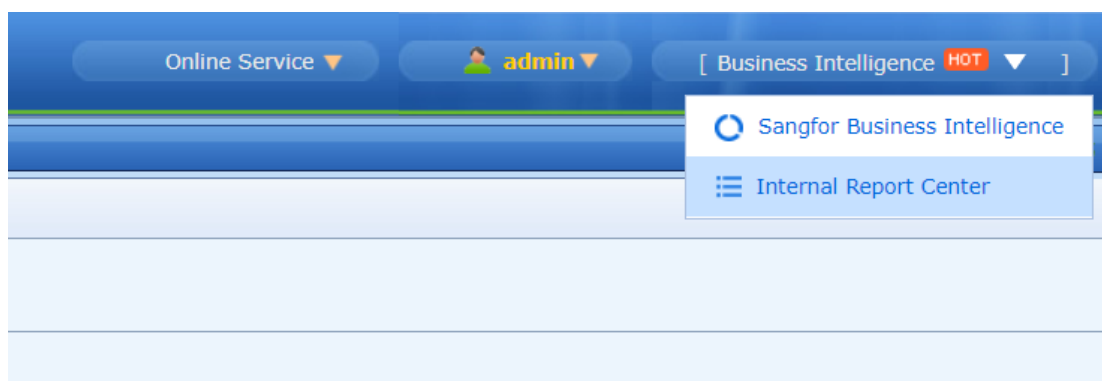 Online Service admin [ Business Intelligence HOT ]
Sangfor Business Intelligence
Internal Report Center